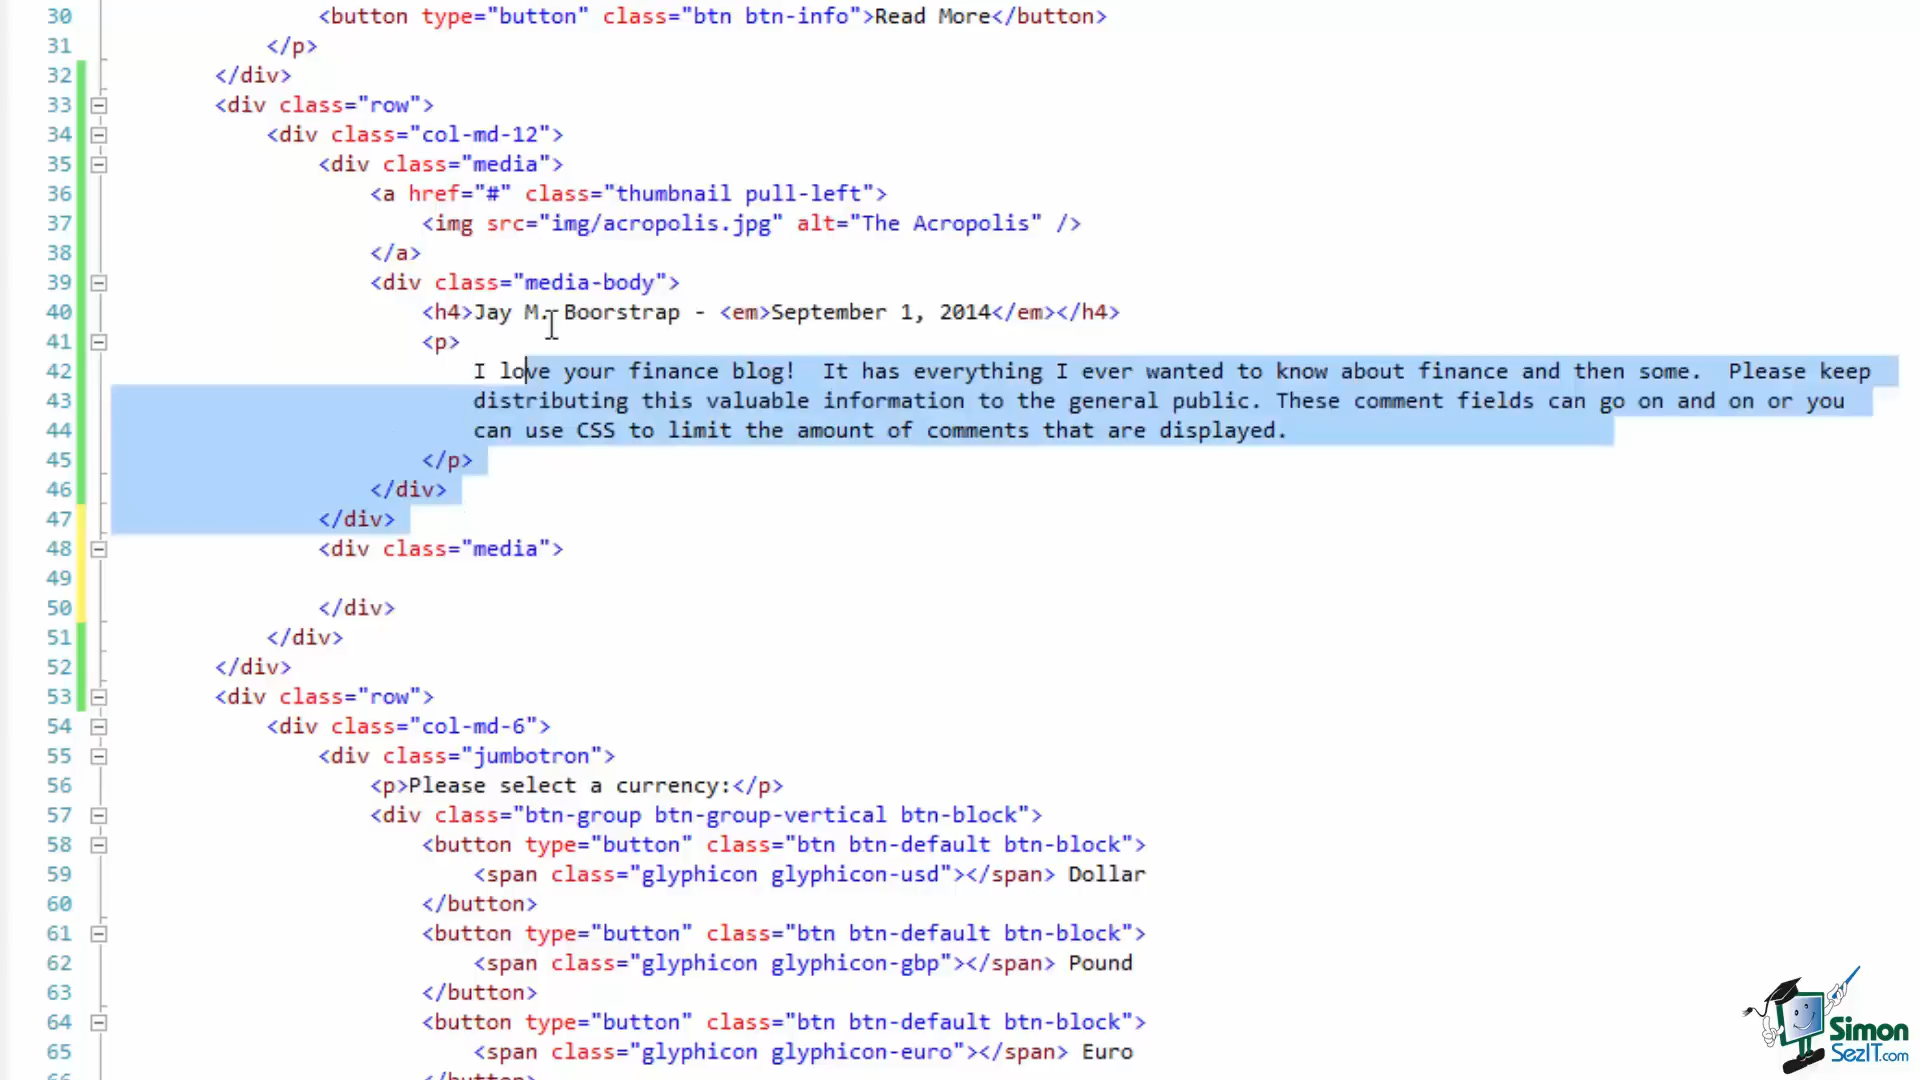 30 <button type="button" class="btn btn-info">Read More</button>
31 </p>
32 </div>
33 <div class="row">
34 <div class="col-md-12">
35 <div class="media">
36 <a href="#" class="thumbnail pull-left">
37 <img src="img/acropolis.jpg" alt="The Acropolis" />
38 </a>
39 <div class="media-body">
40 <h4>Jay M. Boorstrap - <em>September 1, 2014</em></h4>
41 <p>
42 I love your finance blog!  It has everything I ever wanted to know about finance and then some.  Please keep
43 distributing this valuable information to the general public. These comment fields can go on and on or you
44 can use CSS to limit the amount of comments that are displayed.
45 </p>
46 </div>
47 </div>
48 <div class="media">
49
50 </div>
51 </div>
52 </div>
53 <div class="row">
54 <div class="col-md-6">
55 <div class="jumbotron">
56 <p>Please select a currency:</p>
57 <div class="btn-group btn-group-vertical btn-block">
58 <button type="button" class="btn btn-default btn-block">
59 <span class="glyphicon glyphicon-usd"></span> Dollar
60 </button>
61 <button type="button" class="btn btn-default btn-block">
62 <span class="glyphicon glyphicon-gbp"></span> Pound
63 </button>
64 <button type="button" class="btn btn-default btn-block">
65 <span class="glyphicon glyphicon-euro"></span> Euro
Simon
SezIT.com